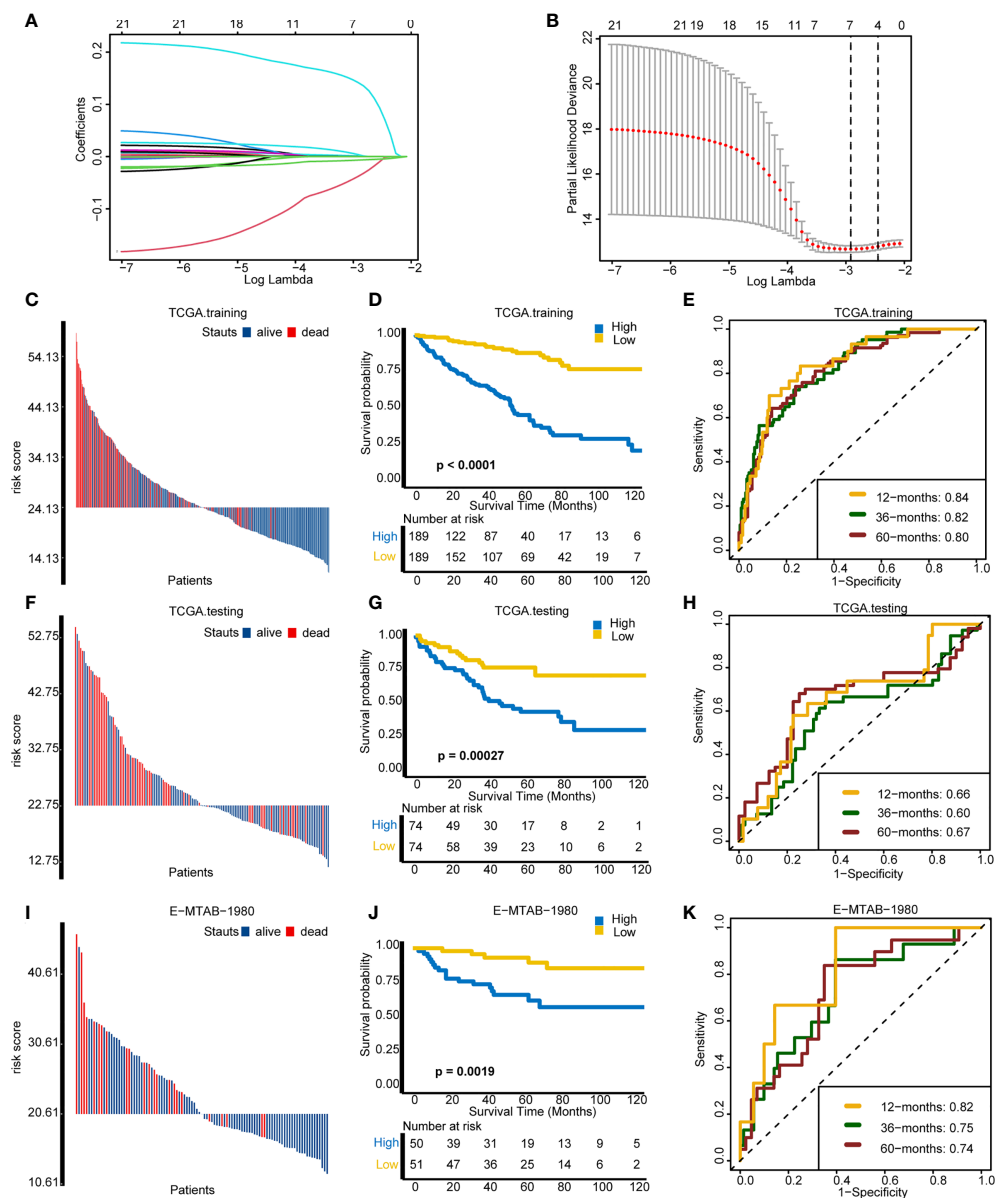 A
21 21 18 11 7 0
Coefficients
0.2
0.1
0.0
−0.1
−7 −6 −5 −4 −3 −2
Log Lambda
B
21 21 19 18 15 11 7 7 4 0
Partial Likelihood Deviance
22
20
18
16
14
−7 −6 −5 −4 −3 −2
Log Lambda
C
TCGA.training
Stauts alive dead
risk score
54.13
44.13
34.13
24.13
14.13
Patients
D
TCGA.training
High
Low
Survival probability
1.00
0.75
0.50
0.25
0.00
p < 0.0001
0 20 40 60 80 100 120
Survival Time (Months)
Number at risk
High 189 122 87 40 17 13 6
Low 189 152 107 69 42 19 7
0 20 40 60 80 100 120
E
TCGA.training
Sensitivity
1.0
0.8
0.6
0.4
0.2
0.0
12−months: 0.84
36−months: 0.82
60−months: 0.80
0.0 0.2 0.4 0.6 0.8 1.0
1−Specificity
F
TCGA.testing
Stauts alive dead
risk score
52.75
42.75
32.75
22.75
12.75
Patients
G
TCGA.testing
High
Low
Survival probability
1.00
0.75
0.50
0.25
0.00
p = 0.00027
0 20 40 60 80 100 120
Survival Time (Months)
Number at risk
High 74 49 30 17 8 2 1
Low 74 58 39 23 10 6 2
0 20 40 60 80 100 120
H
TCGA.testing
Sensitivity
1.0
0.8
0.6
0.4
0.2
0.0
12−months: 0.66
36−months: 0.60
60−months: 0.67
0.0 0.2 0.4 0.6 0.8 1.0
1−Specificity
I
E−MTAB−1980
Stauts alive dead
risk score
40.61
30.61
20.61
10.61
Patients
J
E−MTAB−1980
High
Low
Survival probability
1.00
0.75
0.50
0.25
0.00
p = 0.0019
0 20 40 60 80 100 120
Survival Time (Months)
Number at risk
High 50 39 31 19 13 9 5
Low 51 47 36 25 14 6 2
0 20 40 60 80 100 120
K
E−MTAB−1980
Sensitivity
1.0
0.8
0.6
0.4
0.2
0.0
12−months: 0.82
36−months: 0.75
60−months: 0.74
0.0 0.2 0.4 0.6 0.8 1.0
1−Specificity